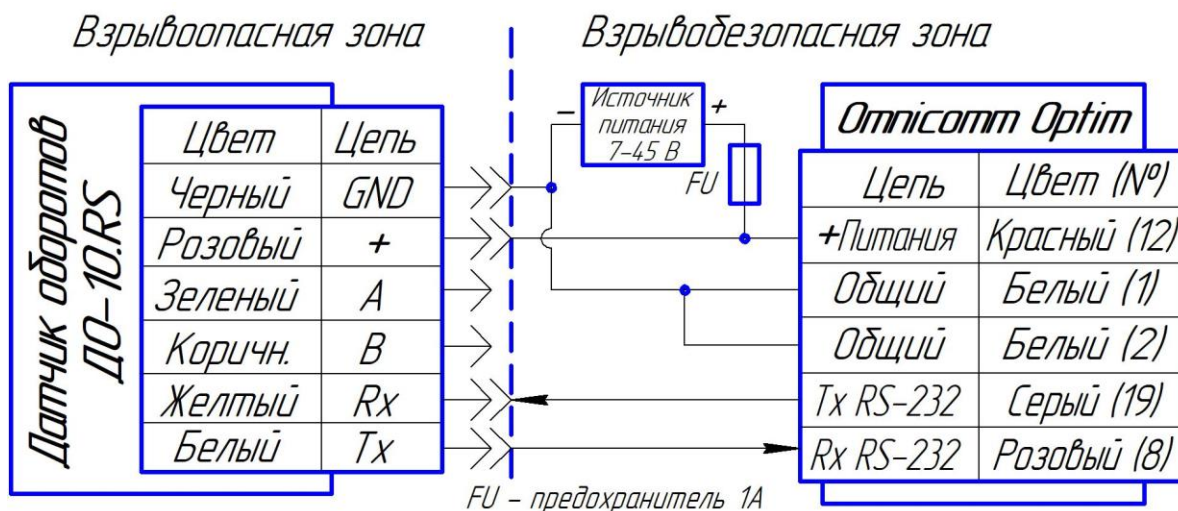 Взрывоопасная зона
Взрывобезопасная зона
Датчик оборотов
ДО-10.RS
Цвет Цепь
Черный GND
Розовый +
Зеленый A
Коричн. B
Желтый Rx
Белый Tx
- Источник +
питания
7-45 В
FU
Omnicomm Optim
Цепь Цвет (№)
+Питания Красный (12)
Общий Белый (1)
Общий Белый (2)
Tx RS-232 Серый (19)
Rx RS-232 Розовый (8)
FU - предохранитель 1А